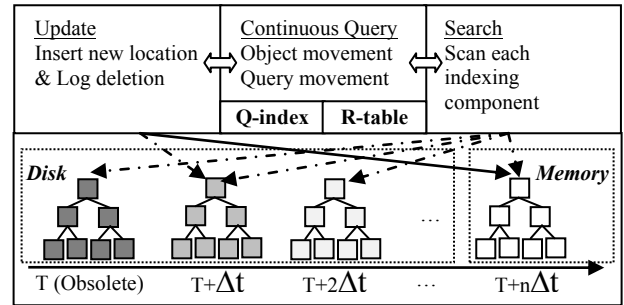 Update
Insert new location
& Log deletion
Continuous Query
Object movement
Query movement
Q-index
R-table
Search
Scan each
indexing
component
Disk
Memory
...
T (Obsolete)
T+Δt
T+2Δt
...
T+nΔt